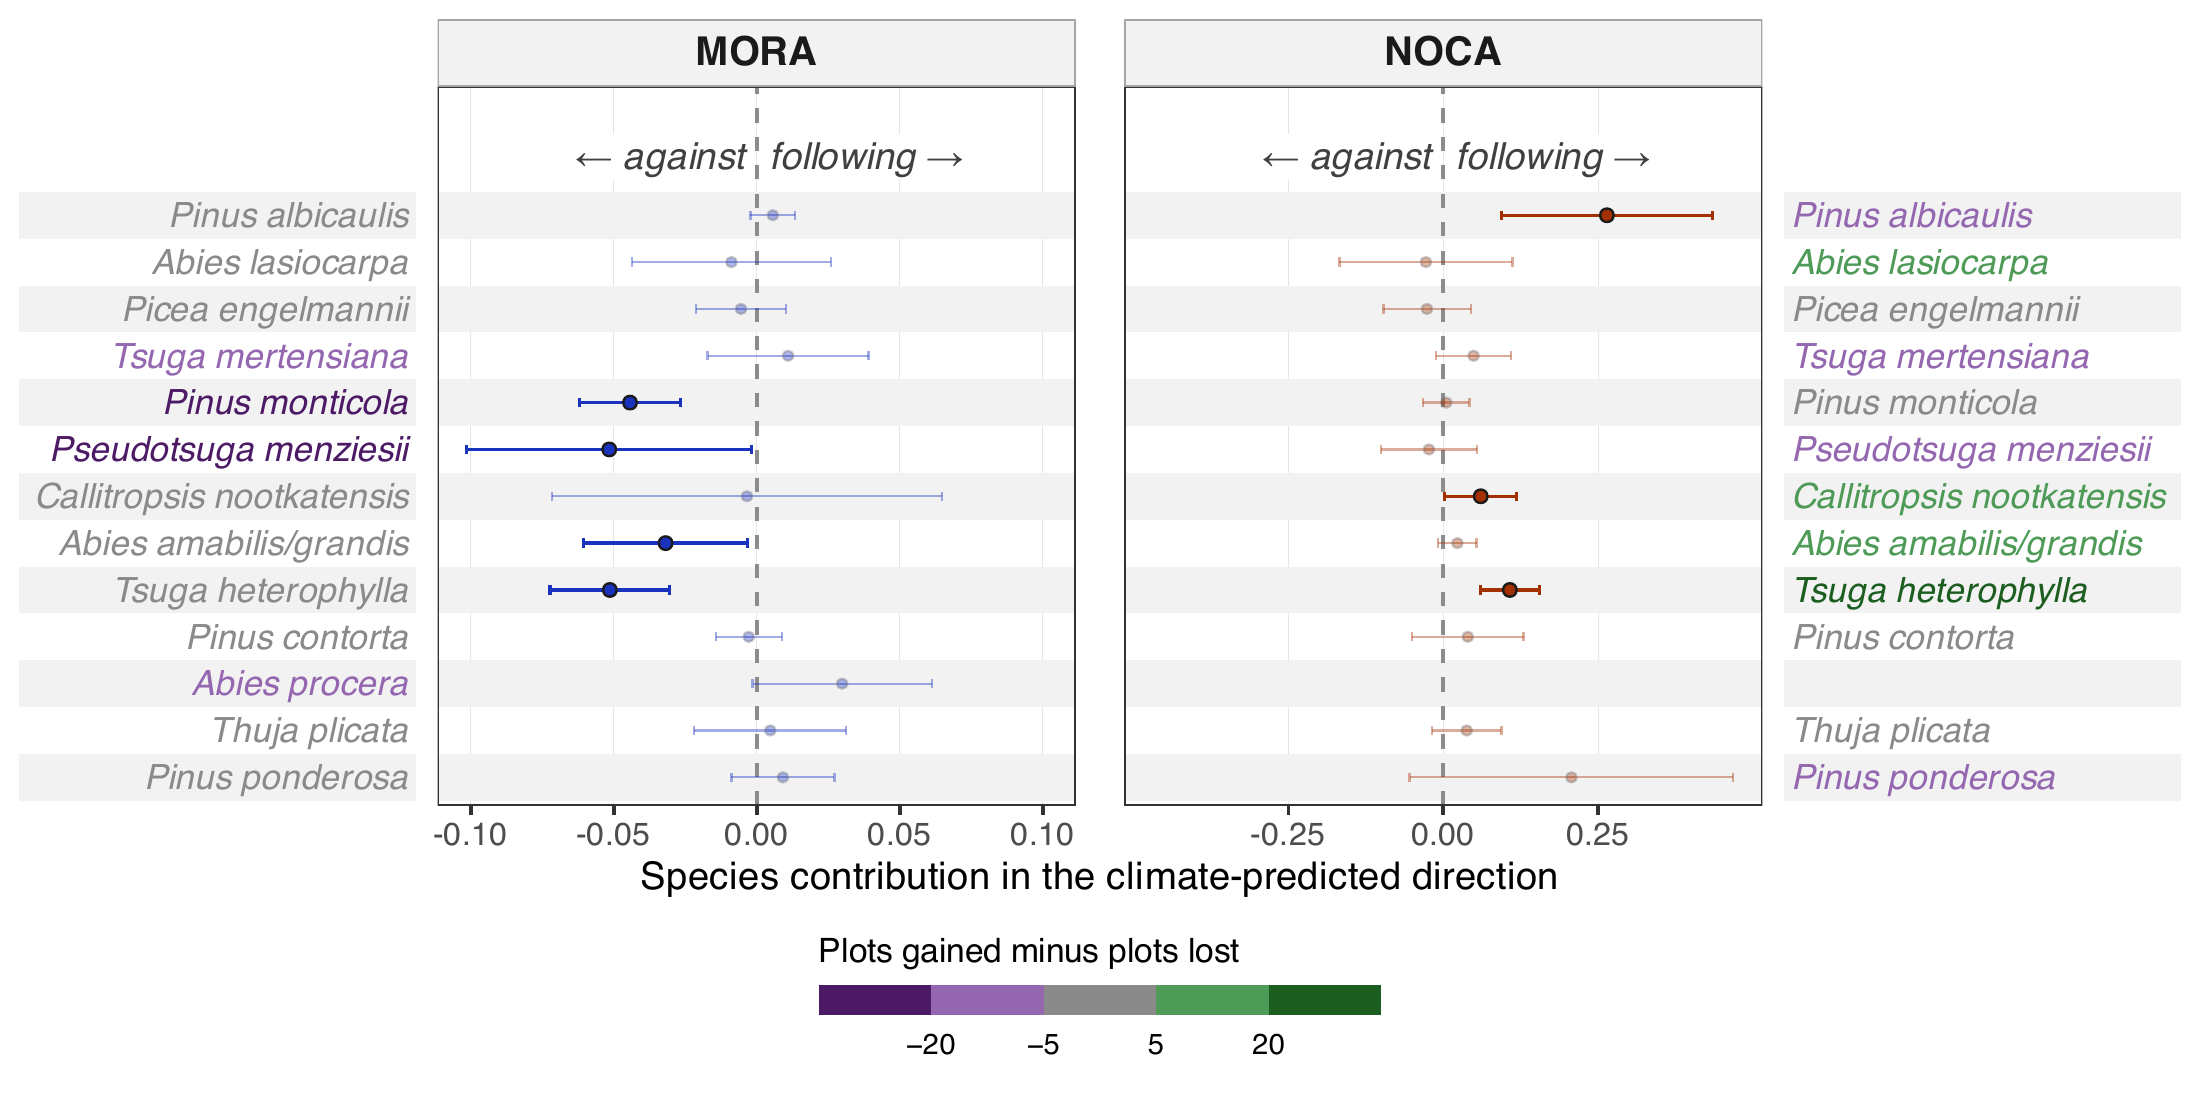 MORA NOCA
← against following → ← against following →
Pinus albicaulis Pinus albicaulis
Abies lasiocarpa Abies lasiocarpa
Picea engelmannii Picea engelmannii
Tsuga mertensiana Tsuga mertensiana
Pinus monticola Pinus monticola
Pseudotsuga menziesii Pseudotsuga menziesii
Callitropsis nootkatensis Callitropsis nootkatensis
Abies amabilis/grandis Abies amabilis/grandis
Tsuga heterophylla Tsuga heterophylla
Pinus contorta Pinus contorta
Abies procera
Thuja plicata Thuja plicata
Pinus ponderosa Pinus ponderosa
-0.10 -0.05 0.00 0.05 0.10 -0.25 0.00 0.25
Species contribution in the climate-predicted direction
Plots gained minus plots lost
−20 −5 5 20